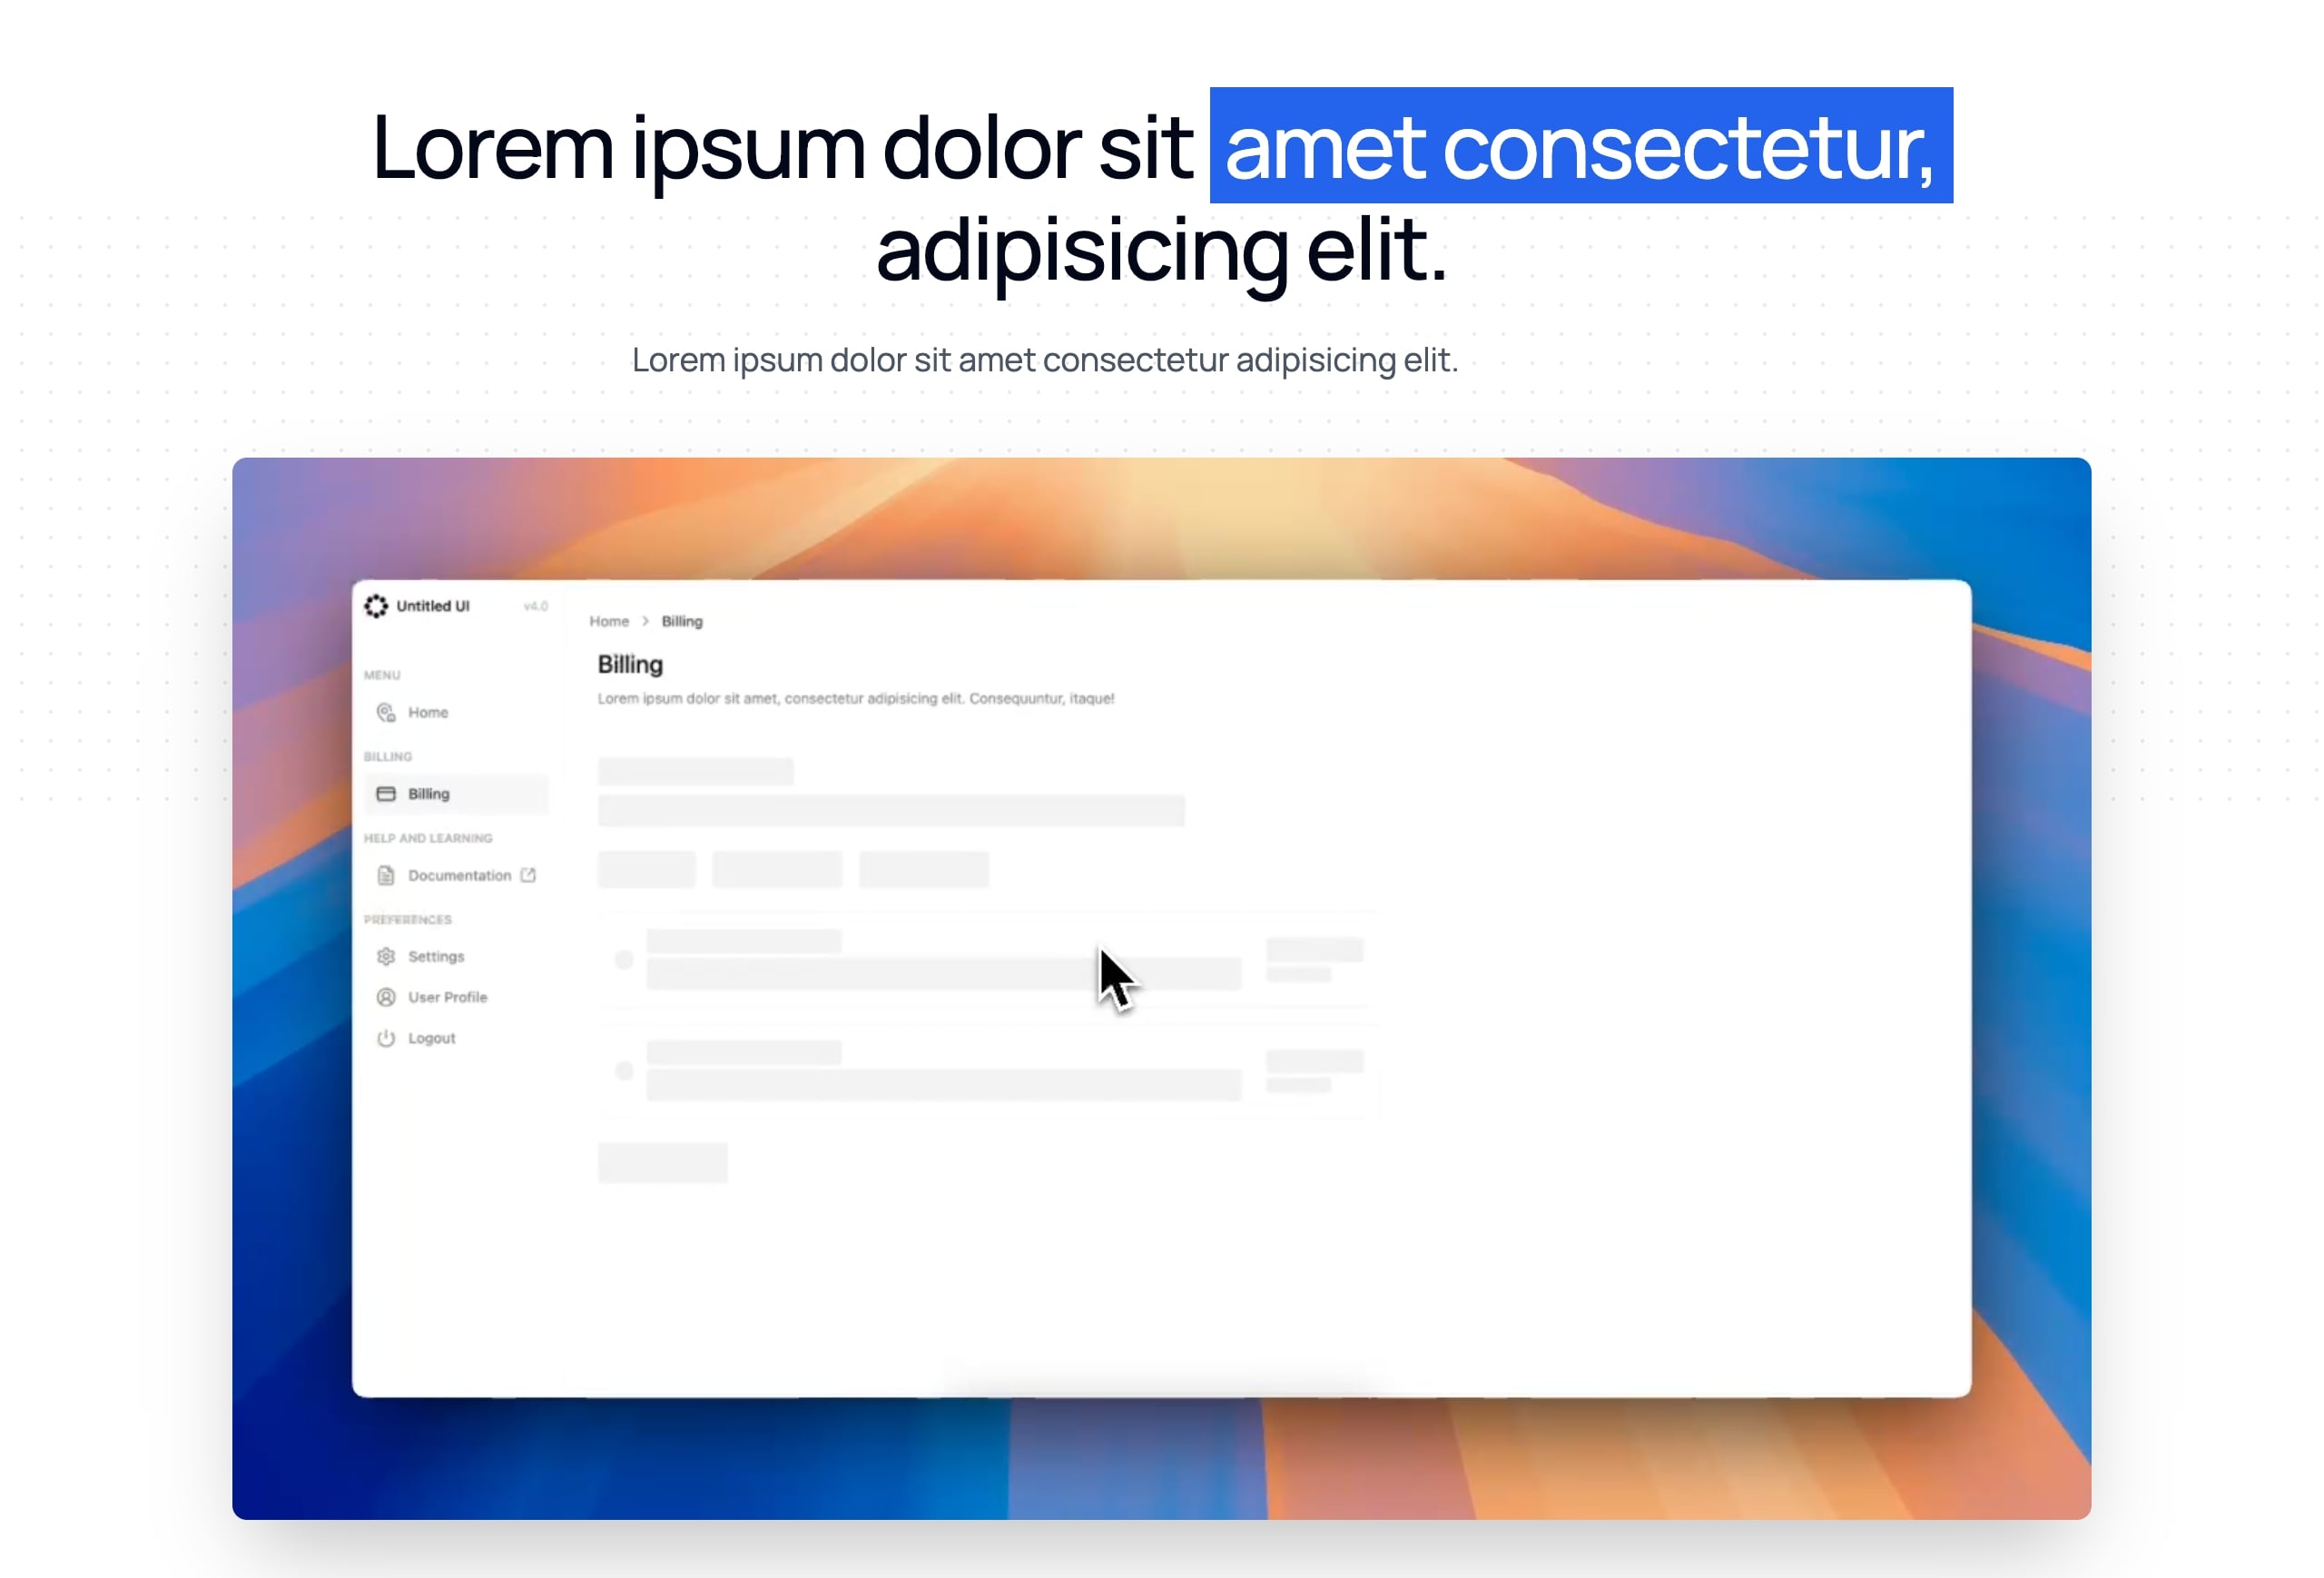 Lorem ipsum dolor sit amet consectetur,
adipisicing elit.
Lorem ipsum dolor sit amet consectetur adipisicing elit.
Untitled UI v4.0
MENU
Home
BILLING
Billing
HELP AND LEARNING
Documentation
PREFERENCES
Settings
User Profile
Logout
Home > Billing
Billing
Lorem ipsum dolor sit amet, consectetur adipisicing elit. Consequuntur, itaque!